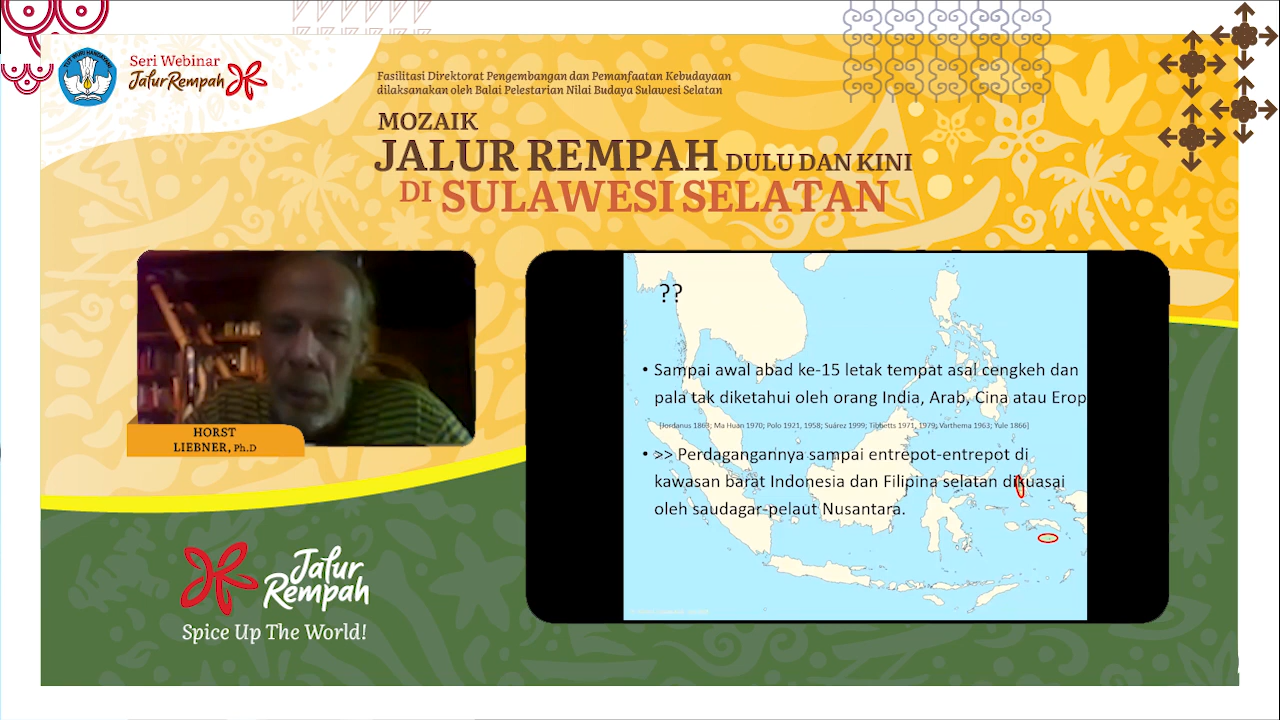 TUT WURI HANDAYANI
Seri Webinar
Jalur Rempah
Fasilitasi Direktorat Pengembangan dan Pemanfaatan Kebudayaan
dilaksanakan oleh Balai Pelestarian Nilai Budaya Sulawesi Selatan
MOZAIK
JALUR REMPAH DULU DAN KINI
DI SULAWESI SELATAN
HORST
LIEBNER, Ph.D
??
• Sampai awal abad ke-15 letak tempat asal cengkeh dan
pala tak diketahui oleh orang India, Arab, Cina atau Erop
[Jordanus 1863; Ma Huan 1970; Polo 1921, 1958; Suárez 1999; Tibbetts 1971, 1979; Varthema 1963; Yule 1866]
• >> Perdagangannya sampai entrepot-entrepot di
kawasan barat Indonesia dan Filipina selatan dikuasai
oleh saudagar-pelaut Nusantara.
Jalur
Rempah
Spice Up The World!